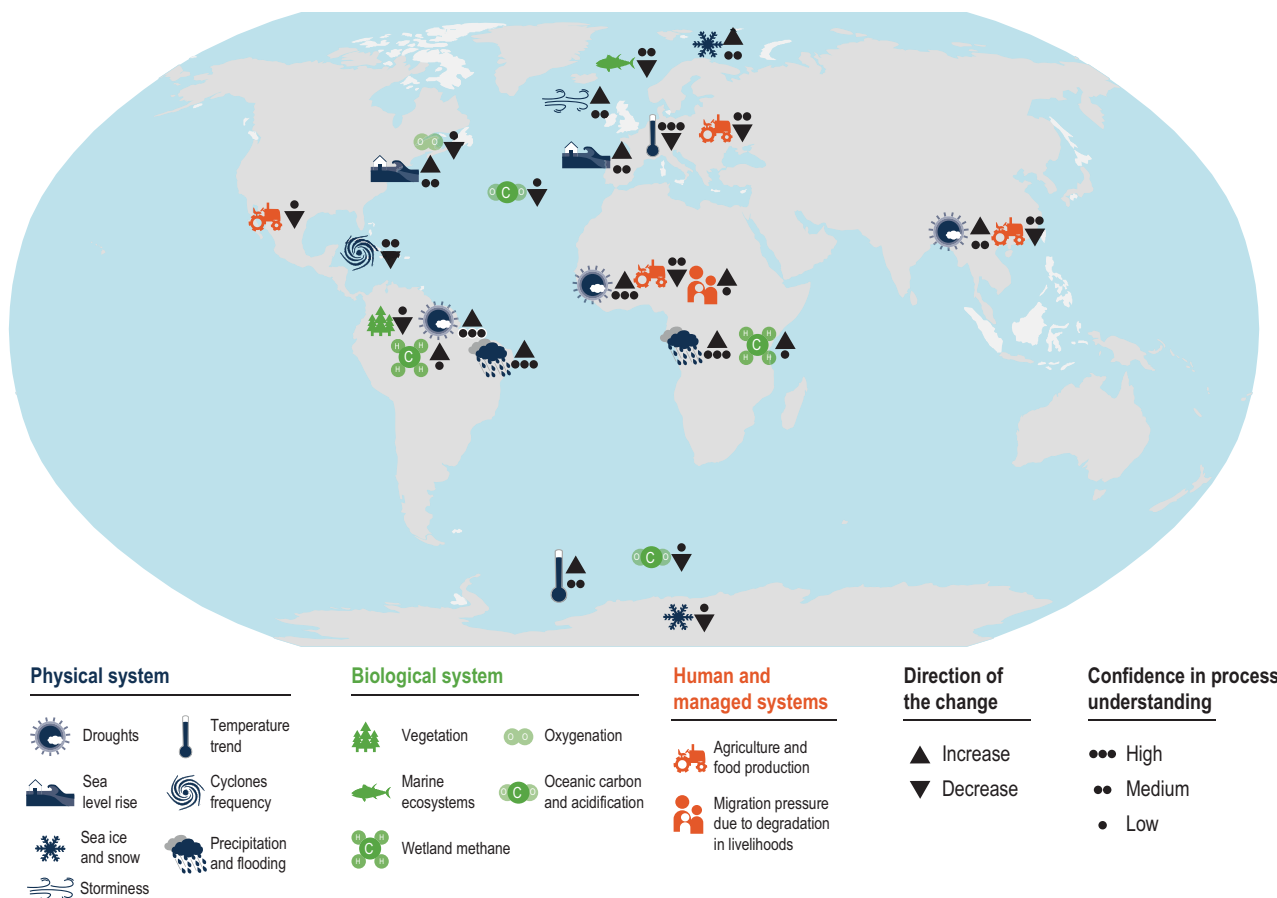 Physical system
Droughts
Temperature
trend
Sea
level rise
Cyclones
frequency
Sea ice
and snow
Precipitation
and flooding
Storminess
Biological system
Vegetation
O O
Oxygenation
Marine
ecosystems
O C O
Oceanic carbon
and acidification
H H
C
H H
Wetland methane
Human and
managed systems
Agriculture and
food production
Migration pressure
due to degradation
in livelihoods
Direction of
the change
Increase
Decrease
Confidence in process
understanding
High
Medium
Low